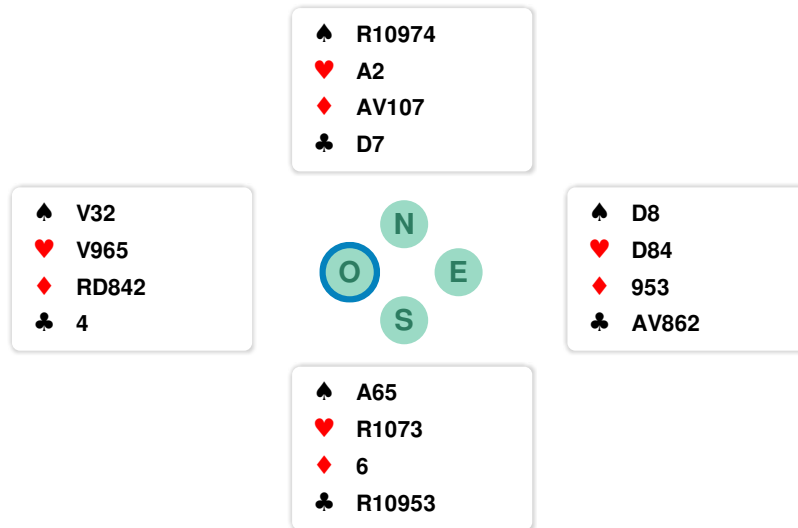 ♠ R10974
♥ A2
♦ AV107
♣ D7
♠ V32
♥ V965
♦ RD842
♣ 4
N
O E
S
♠ D8
♥ D84
♦ 953
♣ AV862
♠ A65
♥ R1073
♦ 6
♣ R10953